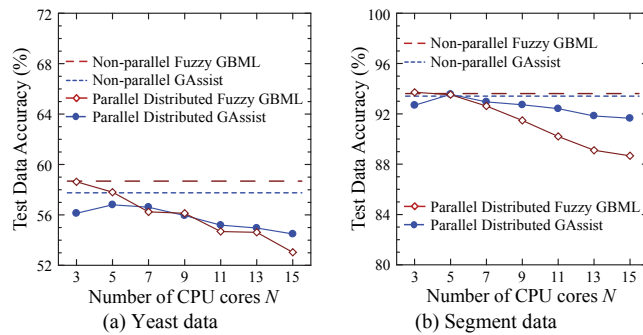 Test Data Accuracy (%)
72
68
64
60
56
52
Non-parallel Fuzzy GBML
Non-parallel GAssist
Parallel Distributed Fuzzy GBML
Parallel Distributed GAssist
3 5 7 9 11 13 15
Number of CPU cores N
(a) Yeast data
Test Data Accuracy (%)
100
96
92
88
84
80
Non-parallel Fuzzy GBML
Non-parallel GAssist
Parallel Distributed Fuzzy GBML
Parallel Distributed GAssist
3 5 7 9 11 13 15
Number of CPU cores N
(b) Segment data